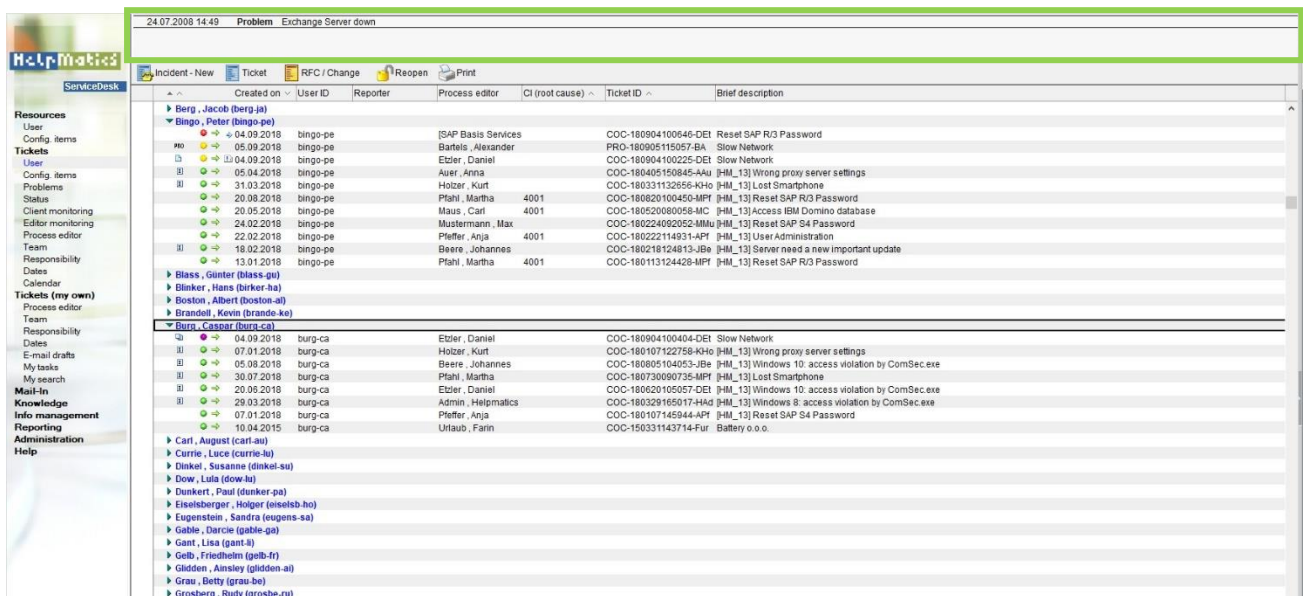 24.07.2008 14:49 Problem Exchange Server down
HelpMatics
ServiceDesk
Incident - New Ticket RFC / Change Reopen Print
Created on User ID Reporter Process editor CI (root cause) Ticket ID Brief description
Resources
User
Config. items
Tickets
User
Config. items
Problems
Status
Client monitoring
Editor monitoring
Process editor
Team
Responsibility
Dates
Calendar
Tickets (my own)
Process editor
Team
Responsibility
Dates
E-mail drafts
My tasks
My search
Mail-In
Knowledge
Info management
Reporting
Administration
Help
Berg , Jacob (berg-ja)
Bingo , Peter (bingo-pe)
04.09.2018 bingo-pe [SAP Basis Services COC-180904100646-DEt Reset SAP R/3 Password
PRO 05.09.2018 bingo-pe Bartels , Alexander PRO-180905115057-BA Slow Network
04.09.2018 bingo-pe Etzler , Daniel COC-180904100225-DEt Slow Network
05.04.2018 bingo-pe Auer , Anna COC-180405150845-AAu [HM_13] Wrong proxy server settings
31.03.2018 bingo-pe Holzer , Kurt COC-180331132656-KHo [HM_13] Lost Smartphone
20.08.2018 bingo-pe Pfahl , Martha 4001 COC-180820100450-MPf [HM_13] Reset SAP R/3 Password
20.05.2018 bingo-pe Maus , Carl 4001 COC-180520080058-MC [HM_13] Access IBM Domino database
24.02.2018 bingo-pe Mustermann , Max COC-180224092052-MMu [HM_13] Reset SAP S4 Password
22.02.2018 bingo-pe Pfeffer , Anja 4001 COC-180222114931-APf [HM_13] User Administration
18.02.2018 bingo-pe Beere , Johannes COC-180218124813-JBe [HM_13] Server need a new important update
13.01.2018 bingo-pe Pfahl , Martha 4001 COC-180113124428-MPf [HM_13] Reset SAP R/3 Password
Blass , Günter (blass-gu)
Blinker , Hans (birker-ha)
Boston , Albert (boston-al)
Brandell , Kevin (brande-ke)
Burg , Caspar (burg-ca)
04.09.2018 burg-ca Etzler , Daniel COC-180904100404-DEt Slow Network
07.01.2018 burg-ca Holzer , Kurt COC-180107122758-KHo [HM_13] Wrong proxy server settings
05.08.2018 burg-ca Beere , Johannes COC-180805104053-JBe [HM_13] Windows 10: access violation by ComSec.exe
30.07.2018 burg-ca Pfahl , Martha COC-180730090735-MPf [HM_13] Lost Smartphone
20.06.2018 burg-ca Etzler , Daniel COC-180620105057-DEt [HM_13] Windows 10: access violation by ComSec.exe
29.03.2018 burg-ca Admin , Helpmatics COC-180329165017-HAd [HM_13] Windows 8: access violation by ComSec.exe
07.01.2018 burg-ca Pfeffer , Anja COC-180107145944-APf [HM_13] Reset SAP S4 Password
10.04.2015 burg-ca Urlaub , Farin COC-150331143714-Fur Battery o.o.o.
Carl , August (carl-au)
Currie , Luce (currie-lu)
Dinkel , Susanne (dinkel-su)
Dow , Lula (dow-lu)
Dunkert , Paul (dunker-pa)
Eiselsberger , Holger (eiselsb-ho)
Eugenstein , Sandra (eugens-sa)
Gable , Darcie (gable-ga)
Gant , Lisa (gant-li)
Gelb , Friedhelm (gelb-fr)
Glidden , Ainsley (glidden-ai)
Grau , Betty (grau-be)
Grosberg , Rudy (grosbe-ru)